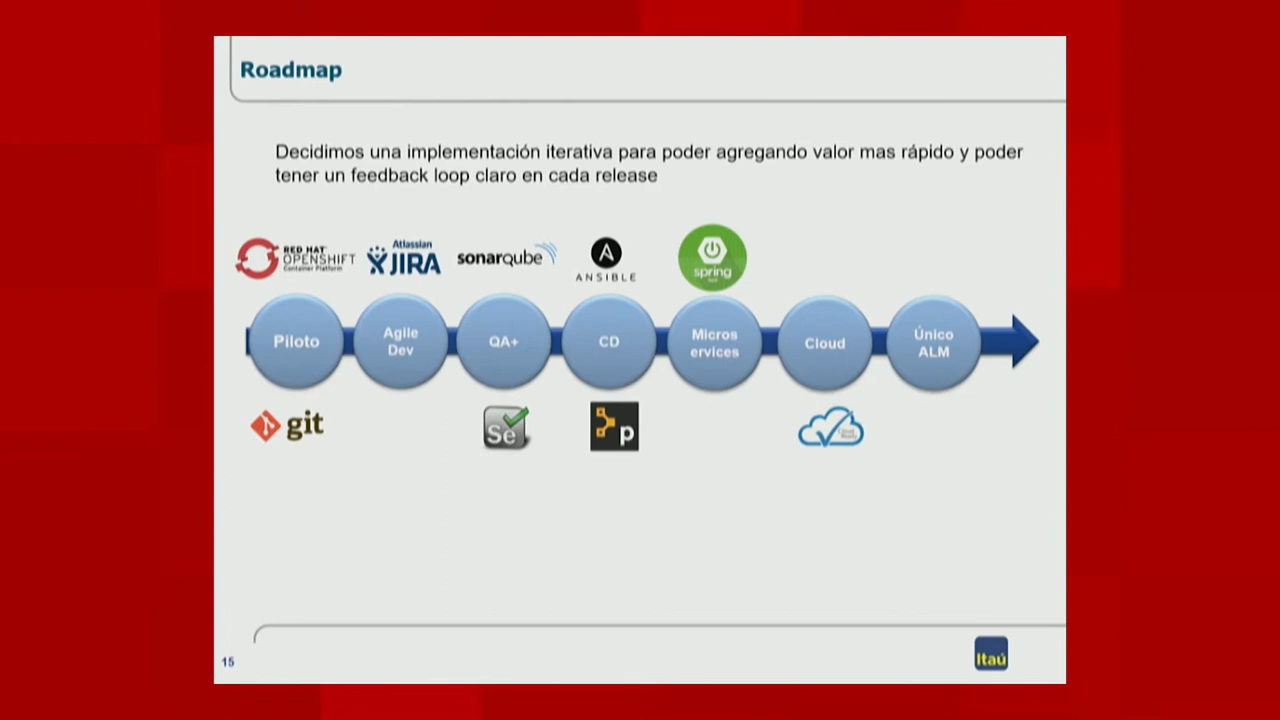 Roadmap
Decidimos una implementación iterativa para poder agregando valor mas rápido y poder
tener un feedback loop claro en cada release
RED HAT
OPENSHIFT
Container Platform
Atlassian
JIRA
sonarqube
A
ANSIBLE
spring
Piloto
Agile
Dev
QA+
CD
Micros
ervices
Cloud
Único
ALM
git
Se
p
15
Itaú